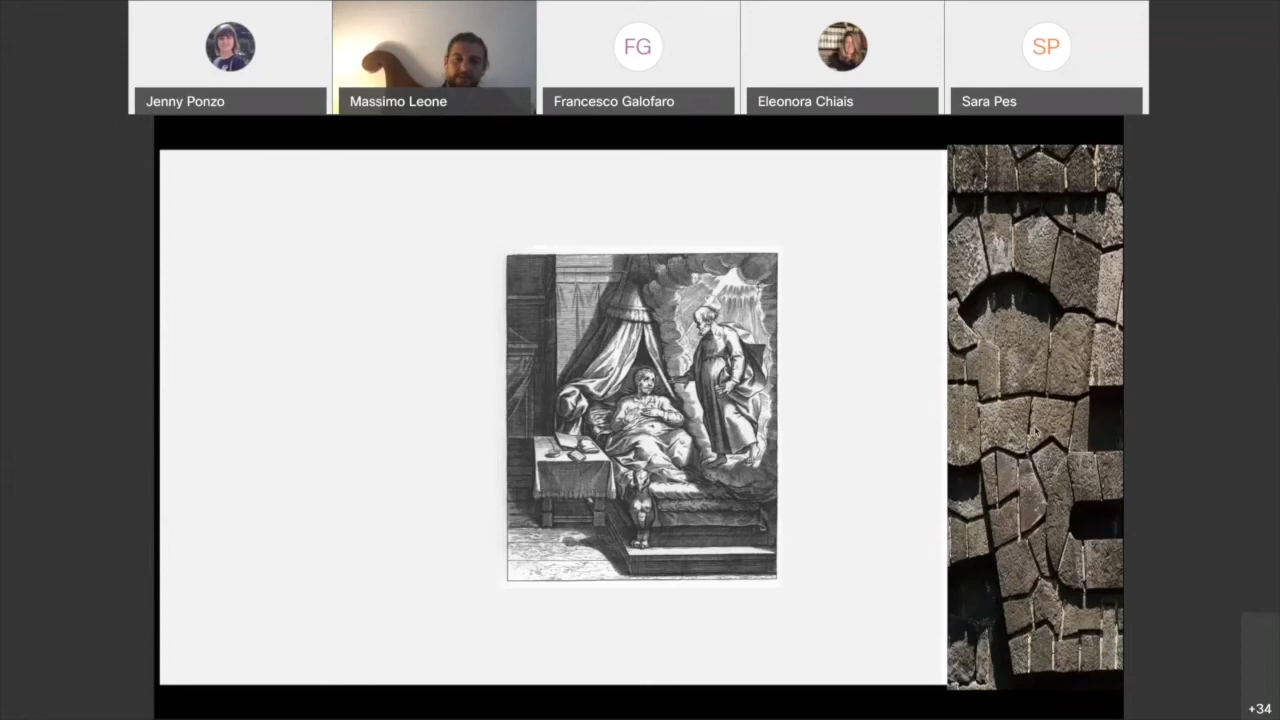 FG
SP
Jenny Ponzo
Massimo Leone
Francesco Galofaro
Eleonora Chiais
Sara Pes
+34